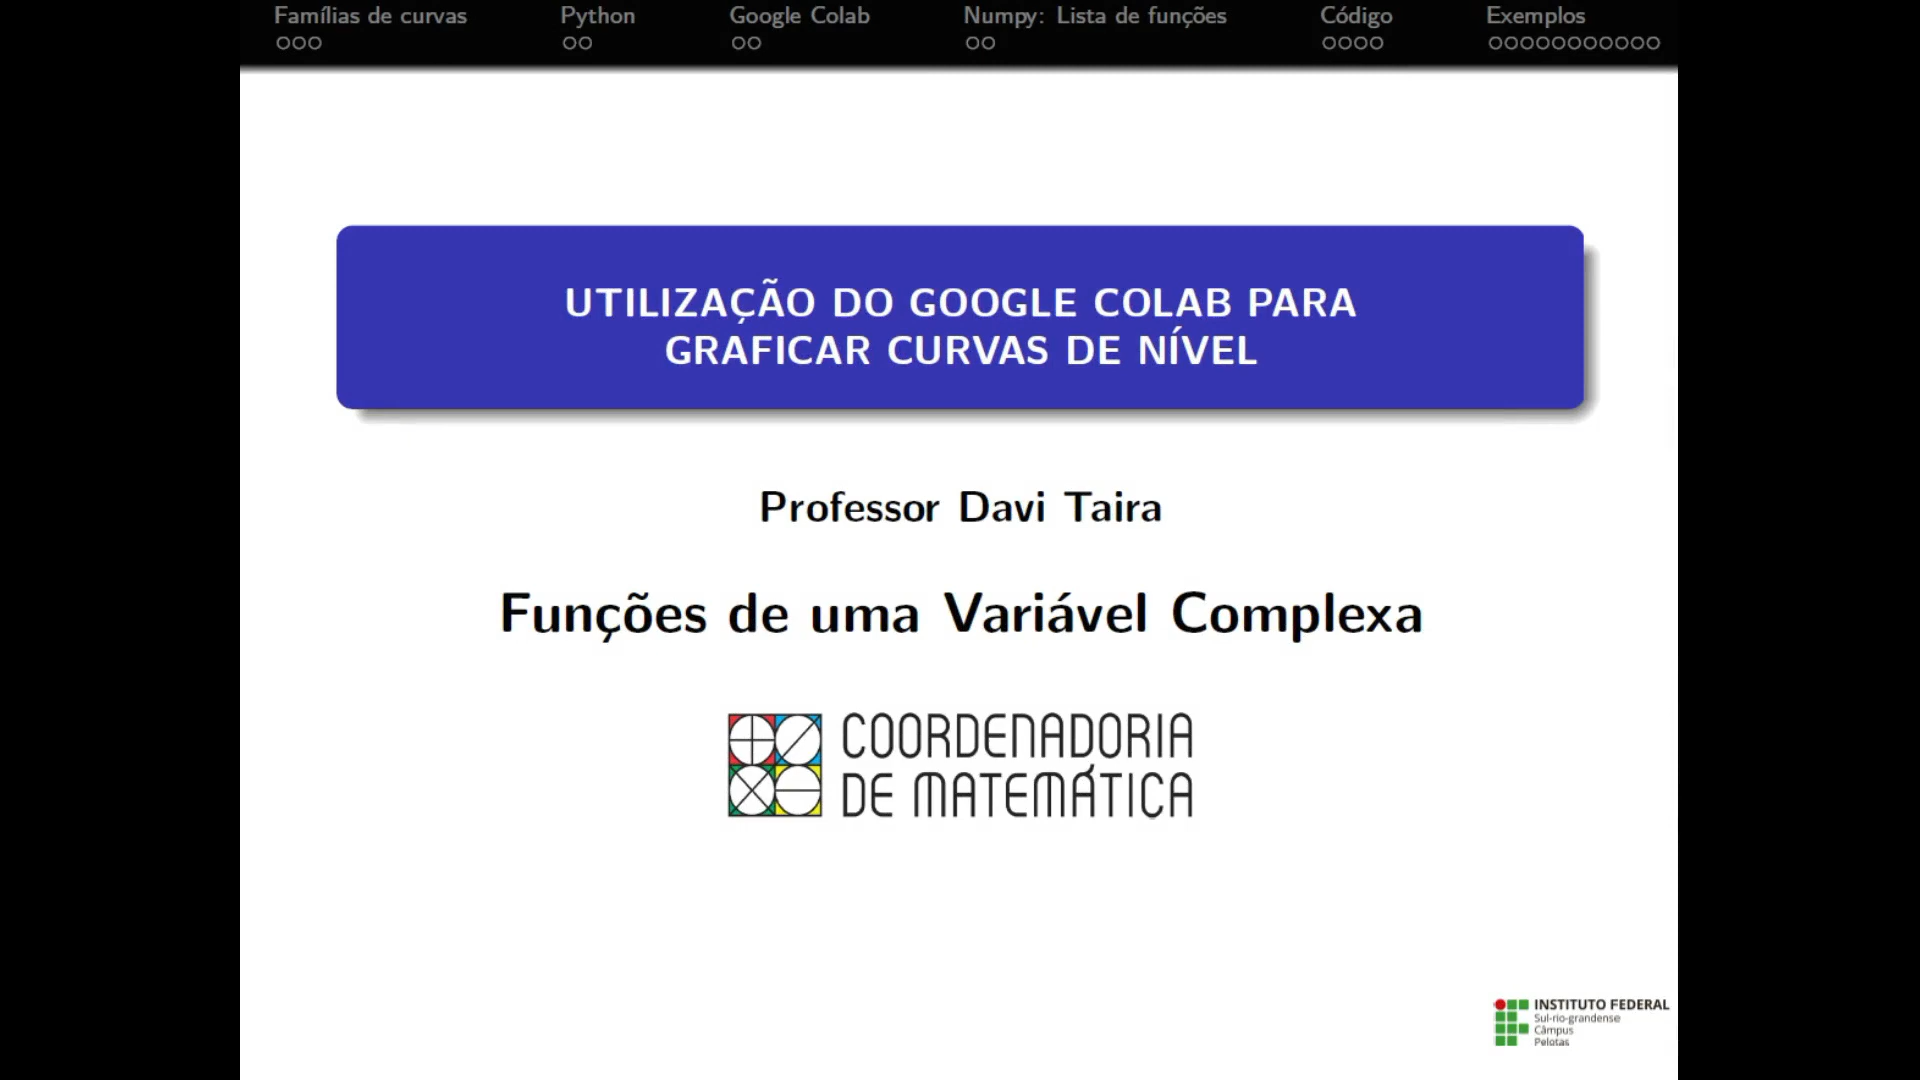 Famílias de curvas
Python
Google Colab
Numpy: Lista de funções
Código
Exemplos
UTILIZAÇÃO DO GOOGLE COLAB PARA
GRAFICAR CURVAS DE NÍVEL
Professor Davi Taira
Funções de uma Variável Complexa
COORDENADORIA
DE MATEMÁTICA
INSTITUTO FEDERAL
Sul-rio-grandense
Câmpus
Pelotas